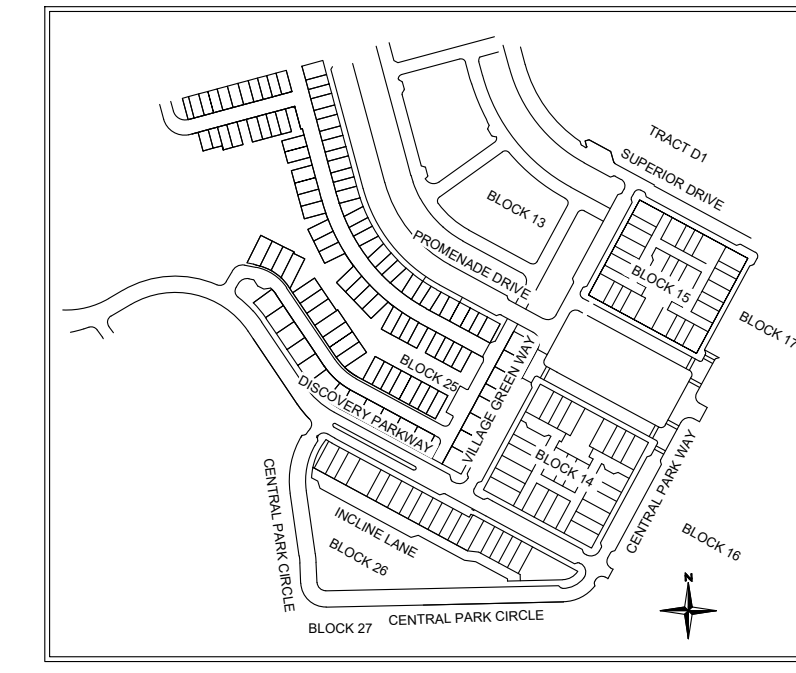 TRACT D1
SUPERIOR DRIVE
BLOCK 13
PROMENADE DRIVE
BLOCK 15
BLOCK 17
BLOCK 25
VILLAGE GREEN WAY
DISCOVERY PARKWAY
BLOCK 14
CENTRAL PARK WAY
CENTRAL PARK CIRCLE
INCLINE LANE
BLOCK 26
BLOCK 16
N
CENTRAL PARK CIRCLE
BLOCK 27